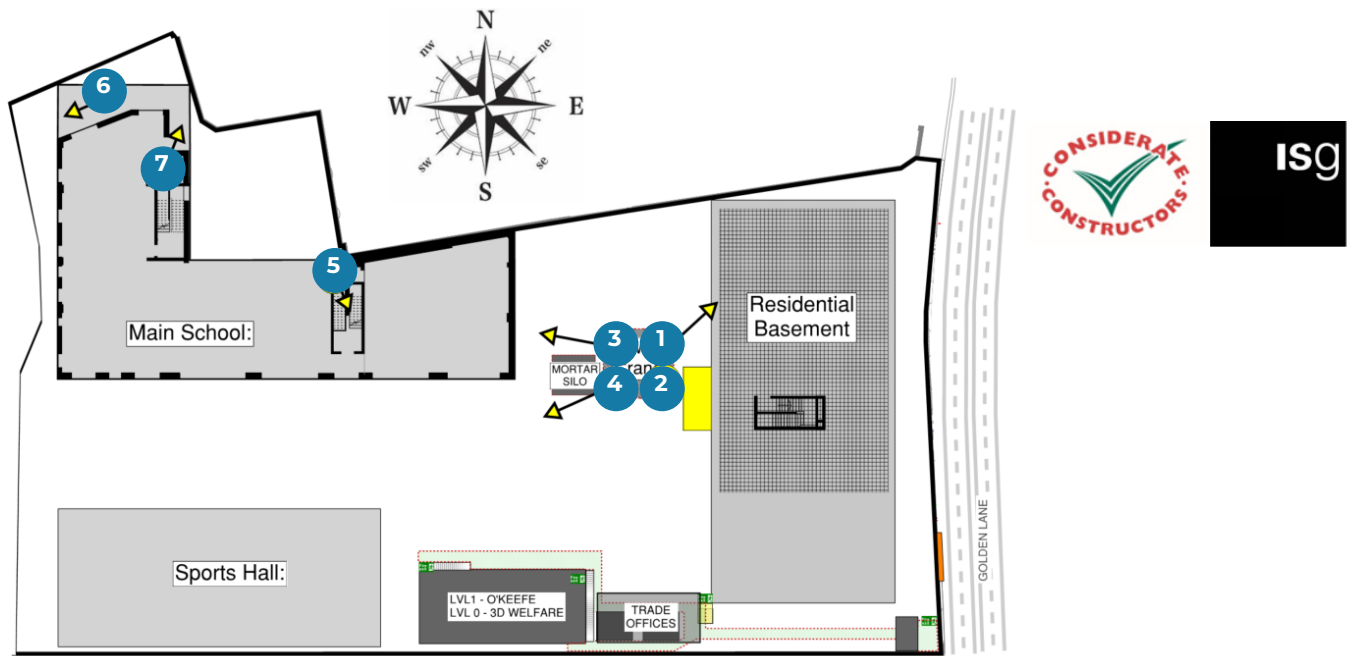 N
nw
ne
W
E
sw
se
S
CONSIDERATE
CONSTRUCTORS
ısg
6
7
5
Main School:
3
1
4
2
MORTAR
SILO
Residential
Basement
GOLDEN LANE
Sports Hall:
LVL1 - O'KEEFE
LVL 0 - 3D WELFARE
TRADE
OFFICES